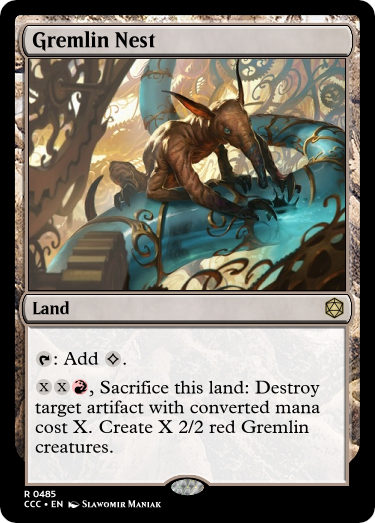 Gremlin Nest
Land
: Add .
X X , Sacrifice this land: Destroy
target artifact with converted mana
cost X. Create X 2/2 red Gremlin
creatures.
R 0485
CCC • EN Slawomir Maniak